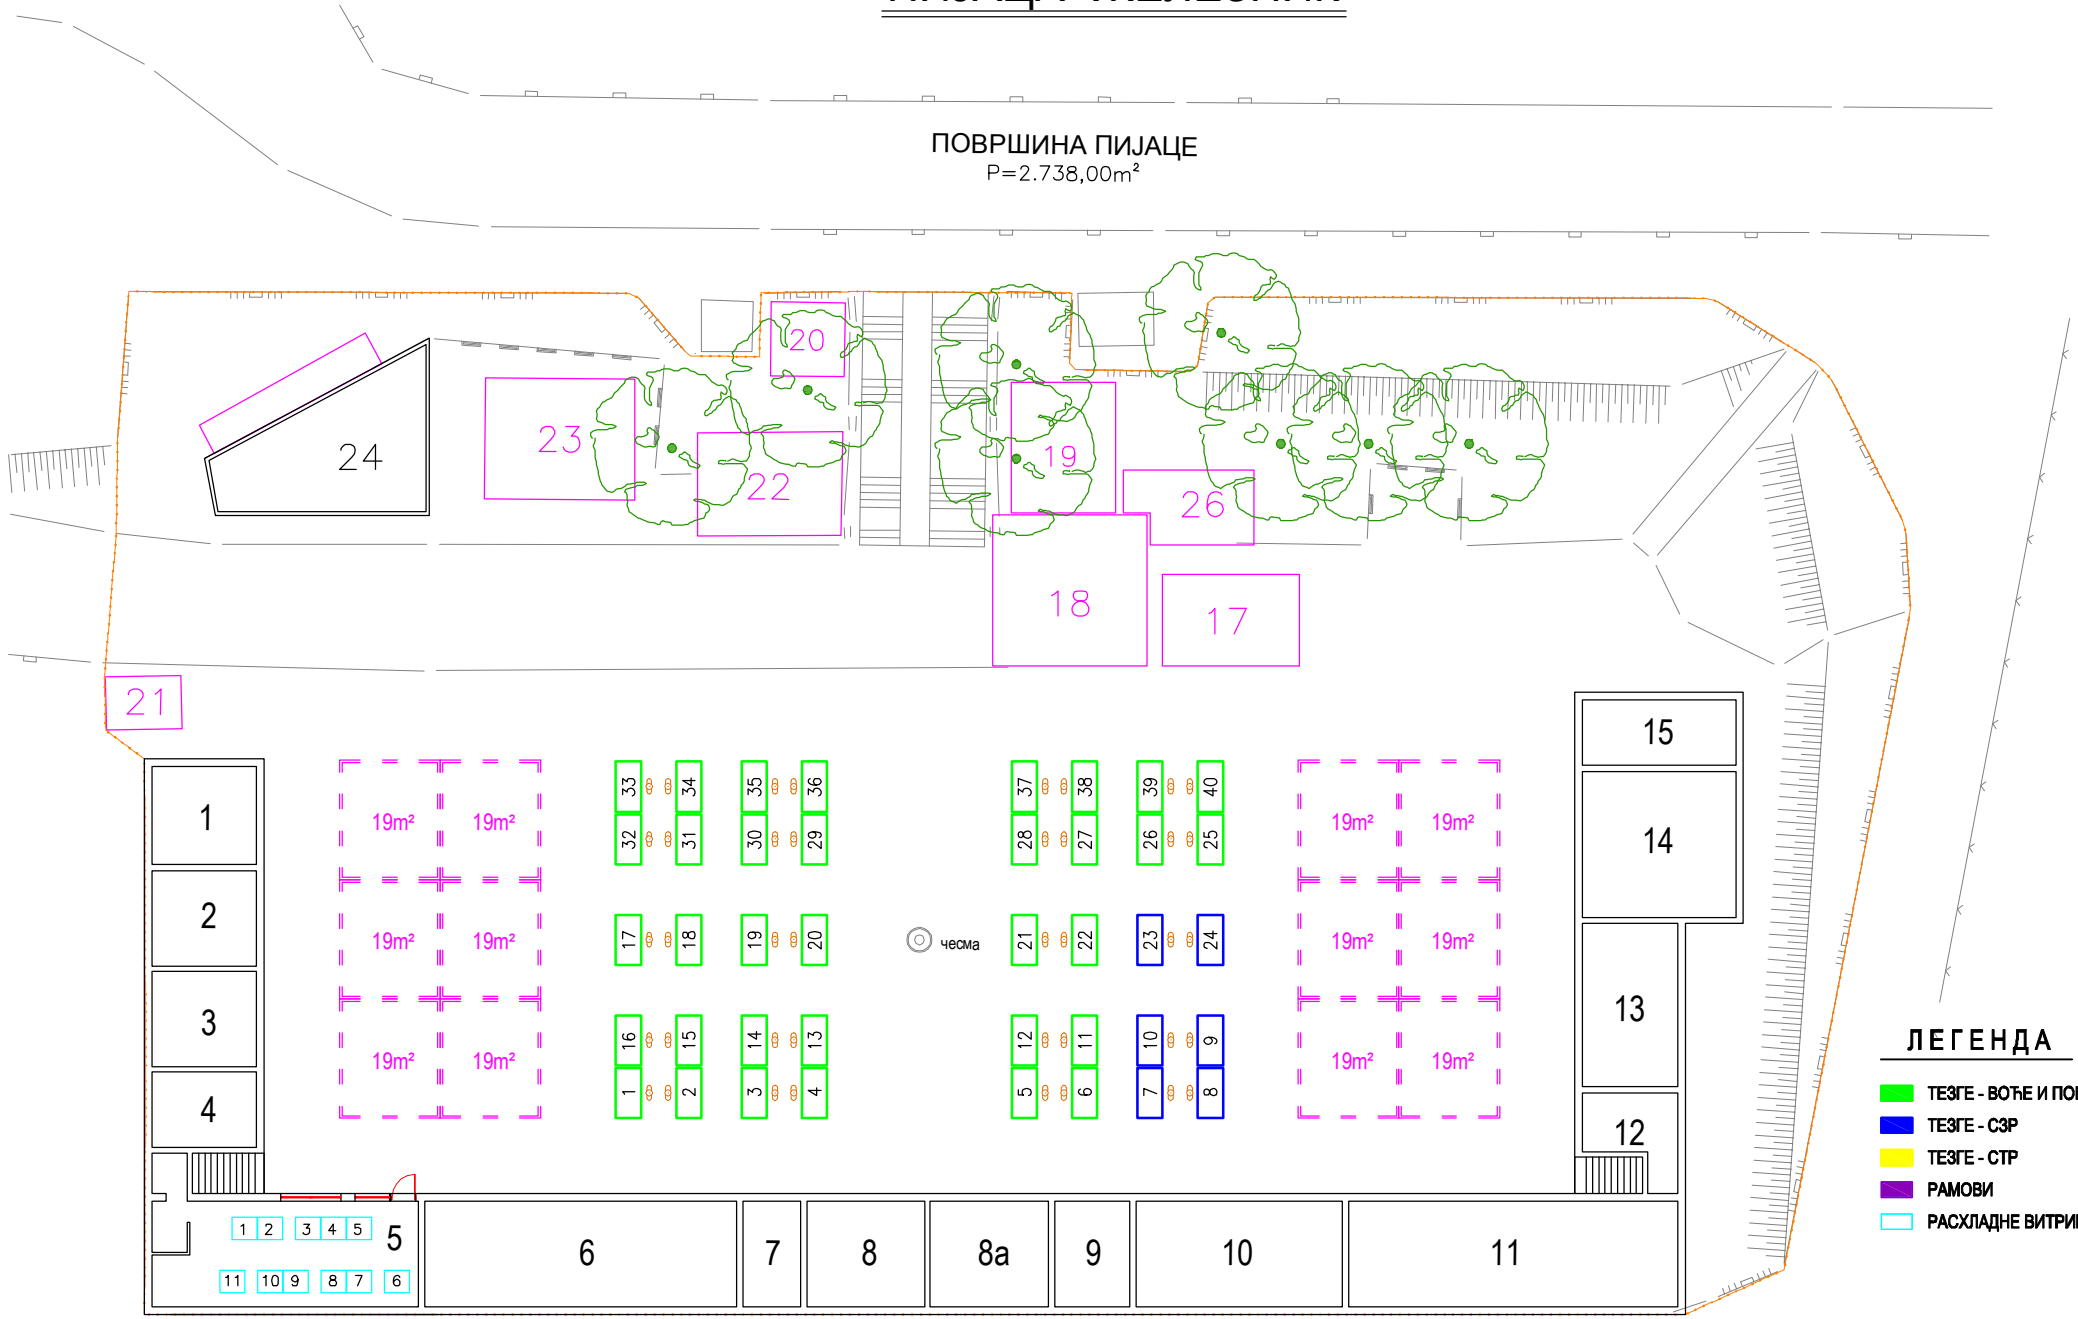 ПОВРШИНА ПИЈАЦЕ
P=2.738,00m²
20
24
23
22
19
26
18
17
21
15
1
19m² 19m²
33 34 35 36
37 38 39 40
19m² 19m²
32 31 30 29
28 27 26 25
14
2
19m² 19m²
17 18 19 20
чесма
21 22 23 24
19m² 19m²
3
13
16 15 14 13
12 11 10 9
19m² 19m²
19m² 19m²
1 2 3 4
5 6 7 8
4
12
ЛЕГЕНДА
ТЕЗГЕ - ВОЋЕ И
ТЕЗГЕ - СЗР
ТЕЗГЕ - СТР
РАМОВИ
РАСХЛАДНЕ
1 2 3 4 5
5
6
7
8
8а
9
10
11
11 10 9 8 7 6